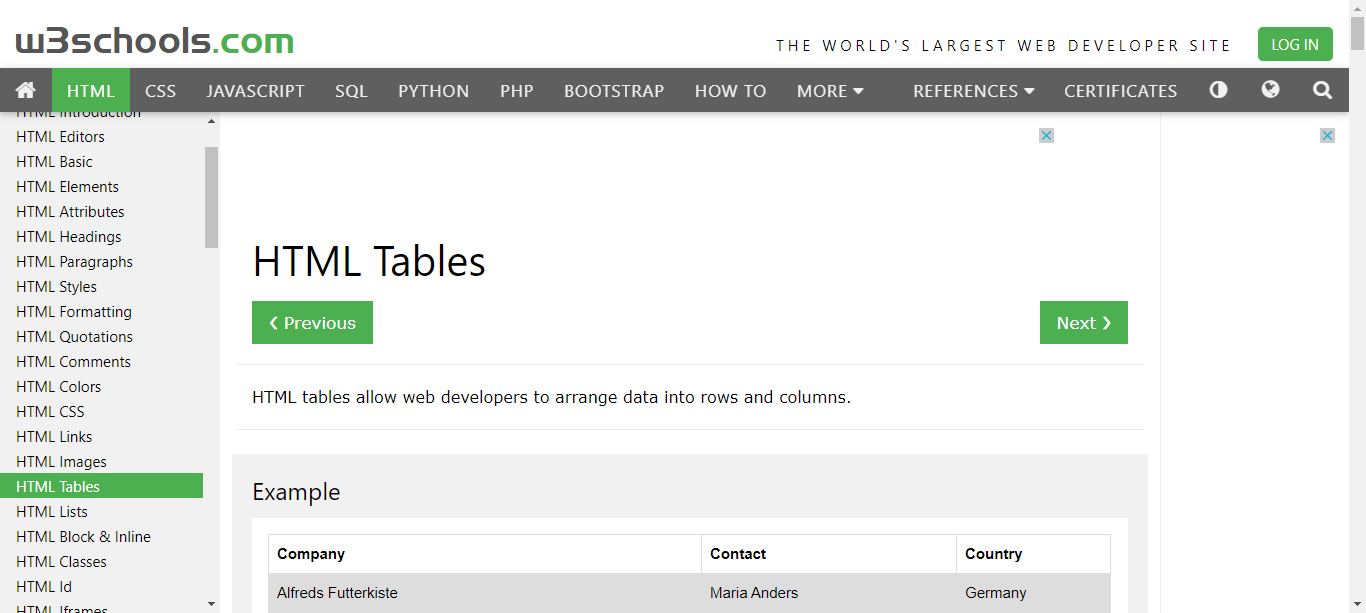 w3schools.com
THE WORLD'S LARGEST WEB DEVELOPER SITE
LOG IN
HTML CSS JAVASCRIPT SQL PYTHON PHP BOOTSTRAP HOW TO MORE REFERENCES CERTIFICATES
HTML Introduction
HTML Editors
HTML Basic
HTML Elements
HTML Attributes
HTML Headings
HTML Paragraphs
HTML Styles
HTML Formatting
HTML Quotations
HTML Comments
HTML Colors
HTML CSS
HTML Links
HTML Images
HTML Tables
HTML Lists
HTML Block & Inline
HTML Classes
HTML Id
HTML Iframes
HTML Tables
❮ Previous
Next ❯
HTML tables allow web developers to arrange data into rows and columns.
Example
Company Contact Country
Alfreds Futterkiste Maria Anders Germany